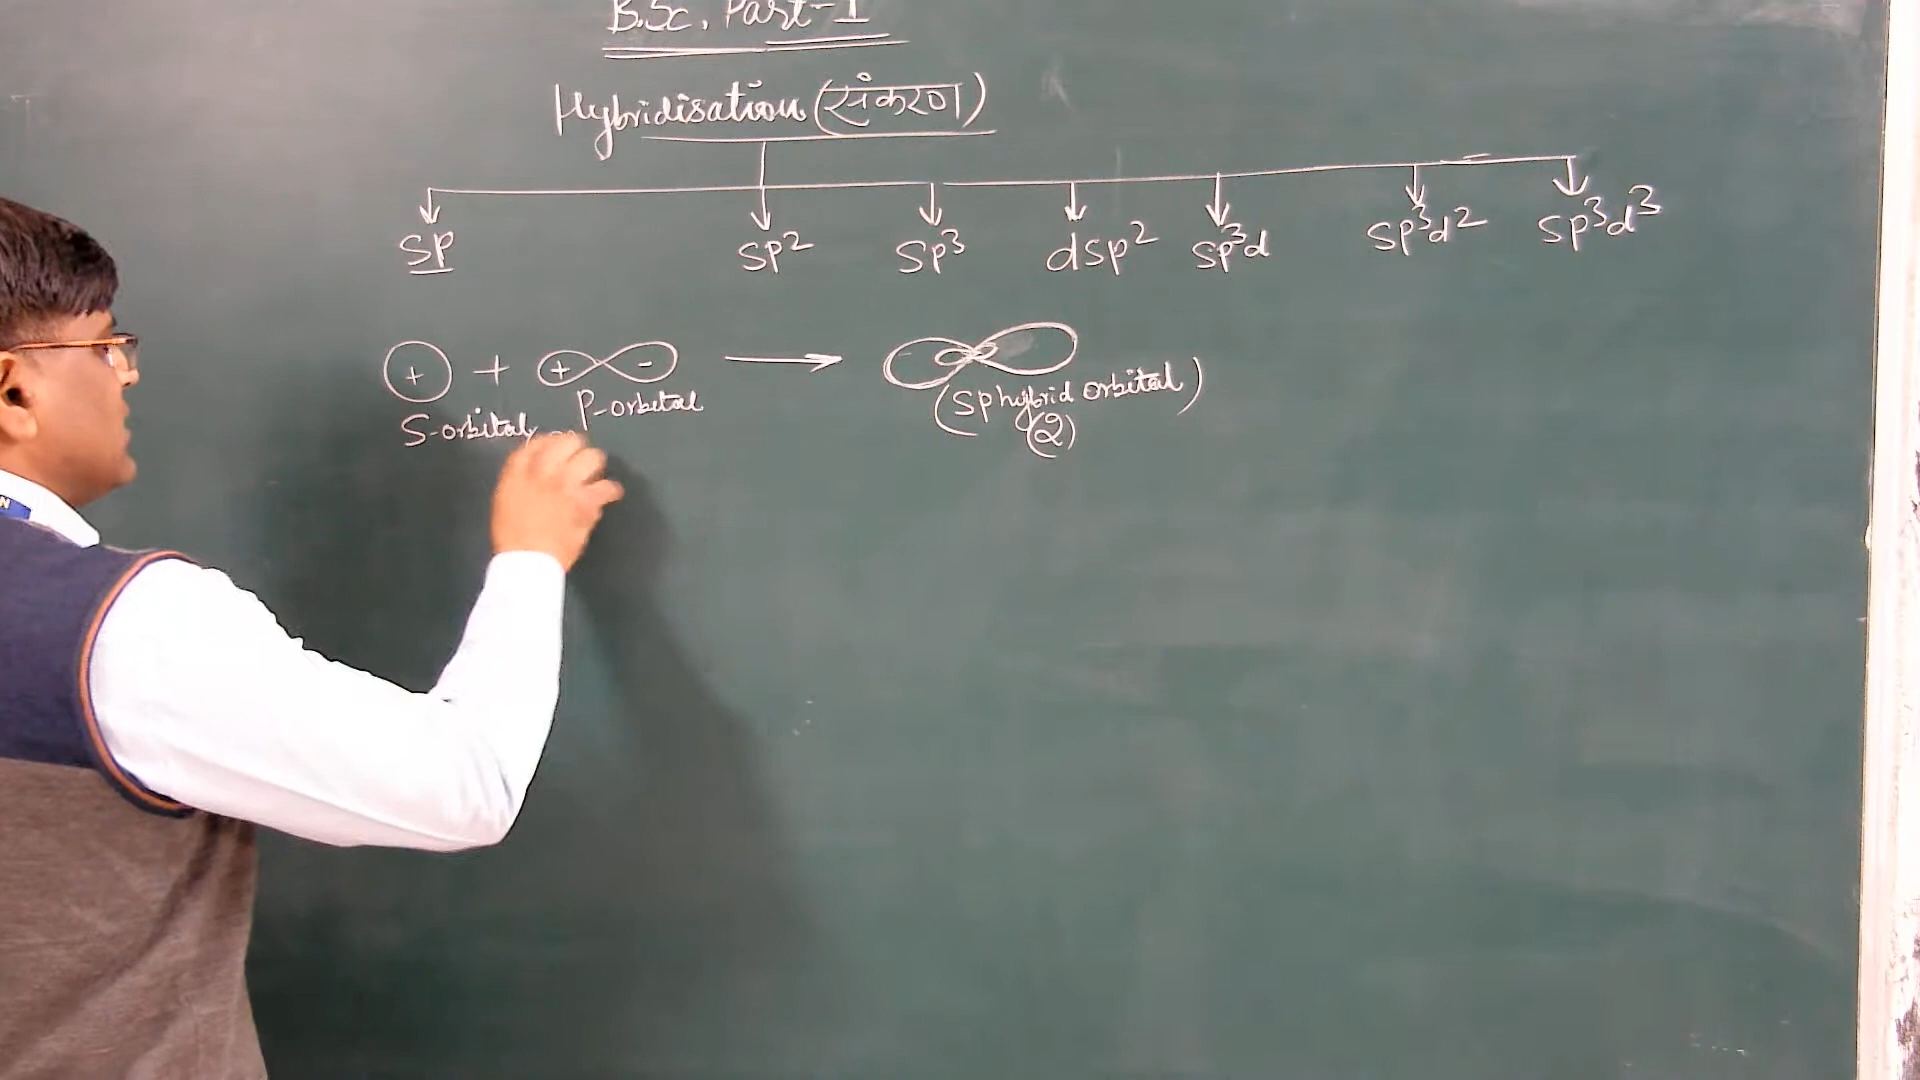 B.Sc. Part-I
Hybridisation (संकरण)
sp sp² sp³ dsp² sp³d sp³d² sp³d³
+ + + - →
S-orbital P-orbital (sp hybrid orbital)
(2)